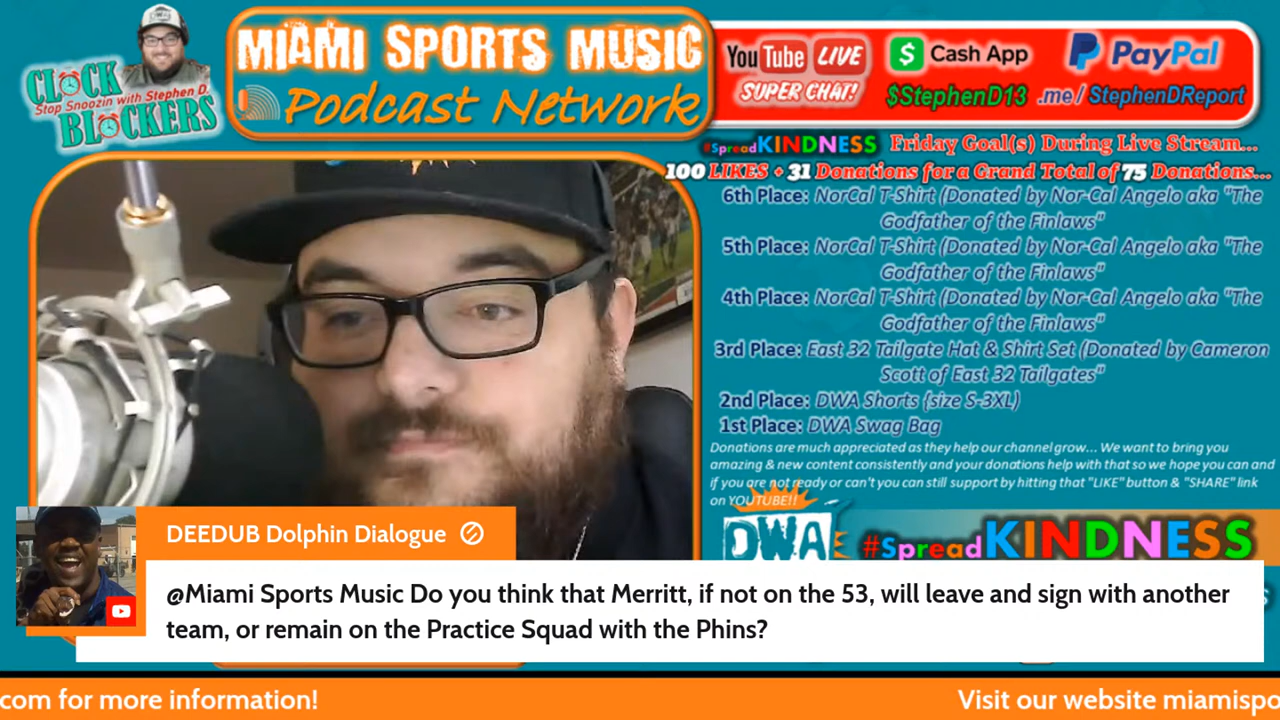 CLOCK
Stop Snoozin with Stephen D.
BLOCKERS
DWA
MiAMI SPORTS MUSIC
Podcast Network
YouTube LIVE
SUPER CHAT!
$ Cash App
$StephenD13
PayPal
.me/StephenDReport
#SpreadKINDNESS Friday Goal(s) During Live Stream...
100 LIKES + 31 Donations for a Grand Total of 75 Donations...
6th Place: NorCal T-Shirt (Donated by Nor-Cal Angelo aka "The
Godfather of the Finlaws"
5th Place: NorCal T-Shirt (Donated by Nor-Cal Angelo aka "The
Godfather of the Finlaws"
4th Place: NorCal T-Shirt (Donated by Nor-Cal Angelo aka "The
Godfather of the Finlaws"
3rd Place: East 32 Tailgate Hat & Shirt Set (Donated by Cameron
Scott of East 32 Tailgates"
2nd Place: DWA Shorts {size S-3XL)
1st Place: DWA Swag Bag
Donations are much appreciated as they help our channel grow... We want to bring you
amazing & new content consistently and your donations help with that so we hope you can and
if you are not ready or can't you can still support by hitting that "LIKE" button & "SHARE" link
on YOUTUBE!!
DWA
#SpreadKINDNESS
DEEDUB Dolphin Dialogue
@Miami Sports Music Do you think that Merritt, if not on the 53, will leave and sign with another
team, or remain on the Practice Squad with the Phins?
com for more information!
Visit our website miamispo